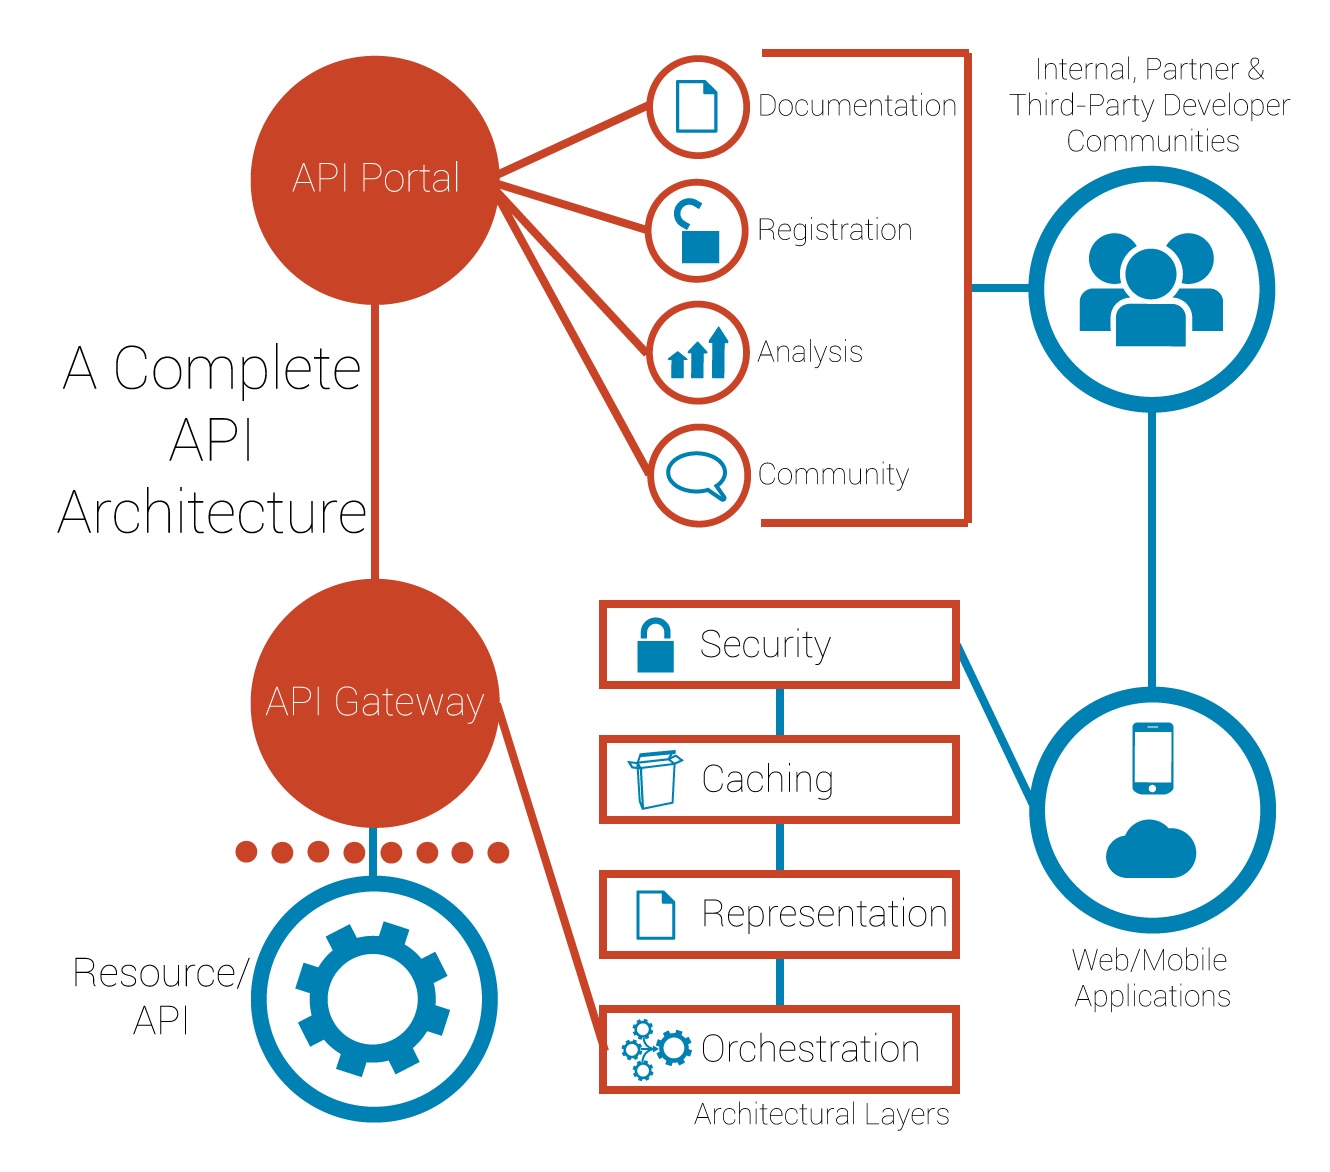 API Portal
Documentation
Registration
Analysis
Community
Internal, Partner &
Third-Party Developer
Communities
A Complete
API
Architecture
API Gateway
Security
Caching
Representation
Orchestration
Architectural Layers
Resource/
API
Web/Mobile
Applications